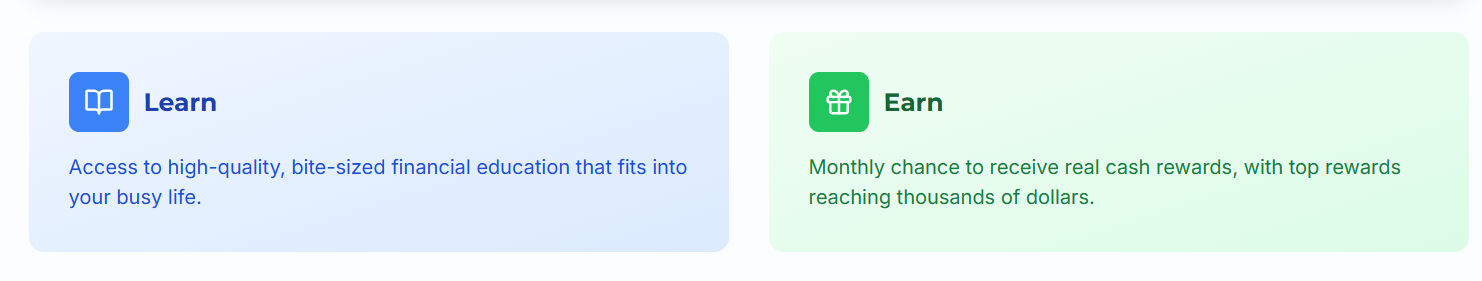 Learn
Access to high-quality, bite-sized financial education that fits into
your busy life.
Earn
Monthly chance to receive real cash rewards, with top rewards
reaching thousands of dollars.